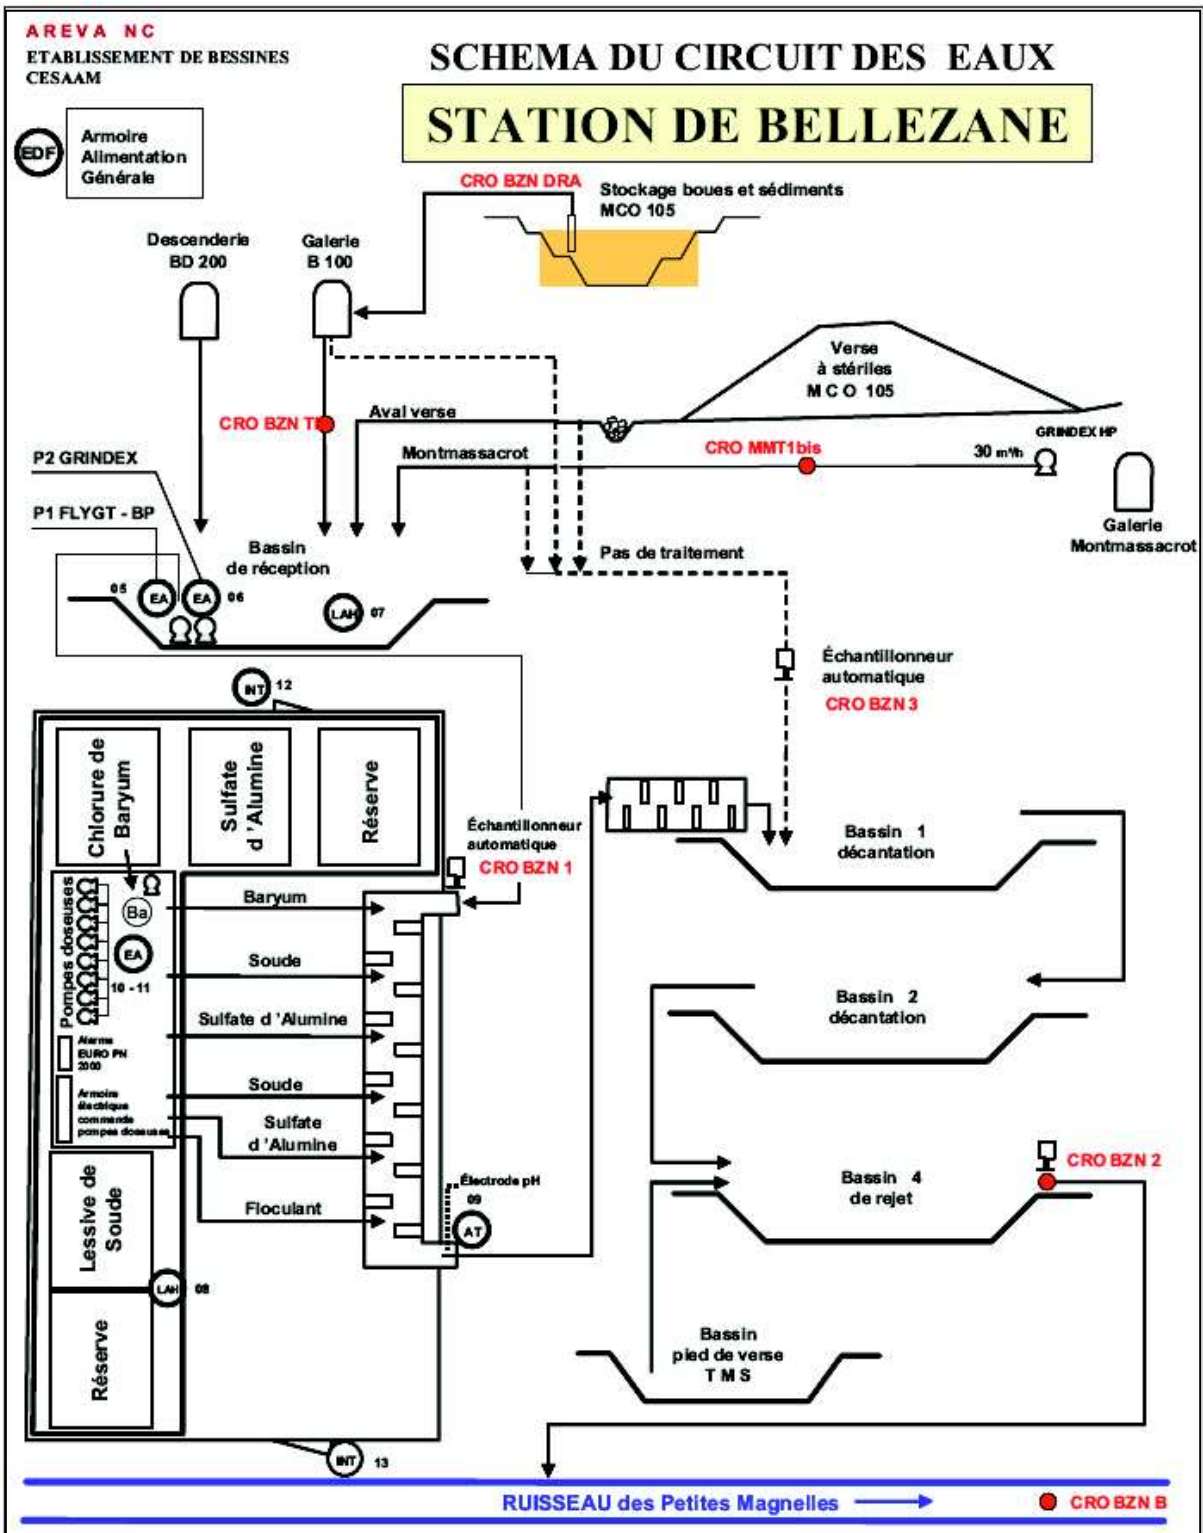 AREVA NC
ETABLISSEMENT DE BESSINES
CESAAM
SCHEMA DU CIRCUIT DES EAUX
STATION DE BELLEZANE
EDF
Armoire
Alimentation
Générale
CRO BZN DRA
Stockage boues et sédiments
MCO 105
Descenderie
BD 200
Galerie
B 100
Verse
à stériles
M C O 105
CRO BZN T
Aval verse
GRINDEX HP
CRO MMT1bis
30 m³/h
Montmassacrot
P2 GRINDEX
P1 FLYGT - BP
Galerie
Montmassacrot
Bassin
de réception
Pas de traitement
05
EA
EA
06
LAH
07
Échantillonneur
automatique
CRO BZN 3
INT
12
Chlorure de
Baryum
Sulfate
d 'Alumine
Réserve
Échantillonneur
automatique
CRO BZN 1
Bassin 1
décantation
Pompes doseuses
Ba
EA
10 - 11
Baryum
Soude
Sulfate d 'Alumine
Soude
Sulfate
d 'Alumine
Floculant
Alarme
EURO PN
2000
Armoire
électrique
commande
pompes doseuses
Bassin 2
décantation
Électrode pH
09
AT
Bassin 4
de rejet
CRO BZN 2
Lessive de
Soude
LAH
08
Réserve
Bassin
pied de verse
T M S
INT
13
RUISSEAU des Petites Magnelles
CRO BZN B